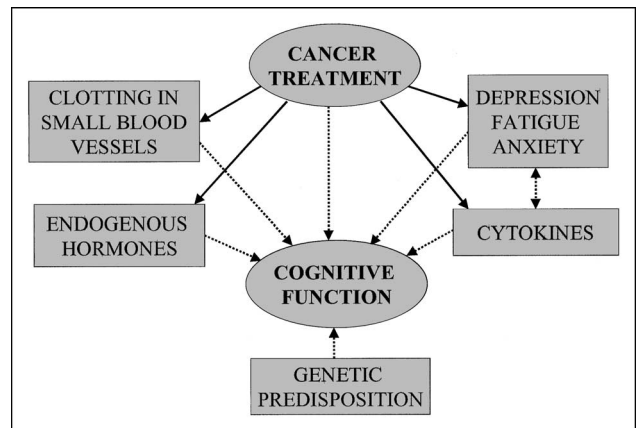 CANCER
TREATMENT
CLOTTING IN
SMALL BLOOD
VESSELS
DEPRESSION
FATIGUE
ANXIETY
ENDOGENOUS
HORMONES
CYTOKINES
COGNITIVE
FUNCTION
GENETIC
PREDISPOSITION